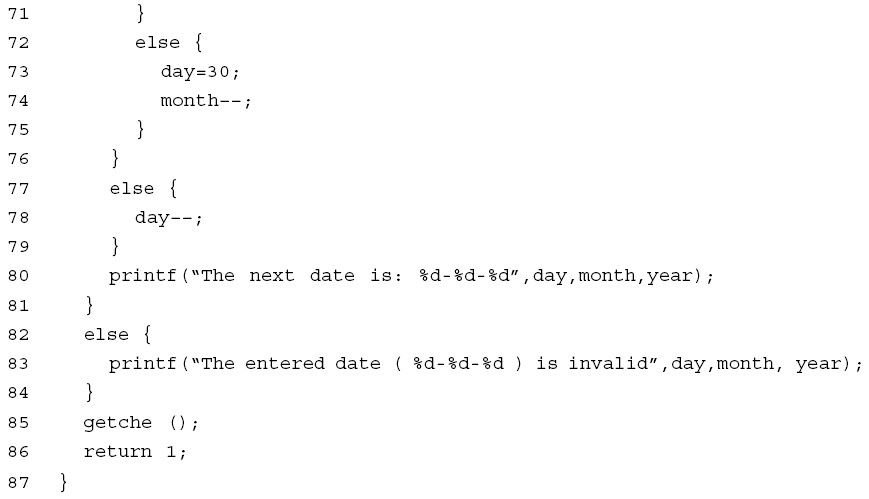 71 }
72 else {
73 day=30;
74 month--;
75 }
76 }
77 else {
78 day--;
79 }
80 printf(“The next date is: %d-%d-%d”,day,month,year);
81 }
82 else {
83 printf(“The entered date ( %d-%d-%d ) is invalid”,day,month, year);
84 }
85 getche ();
86 return 1;
87 }